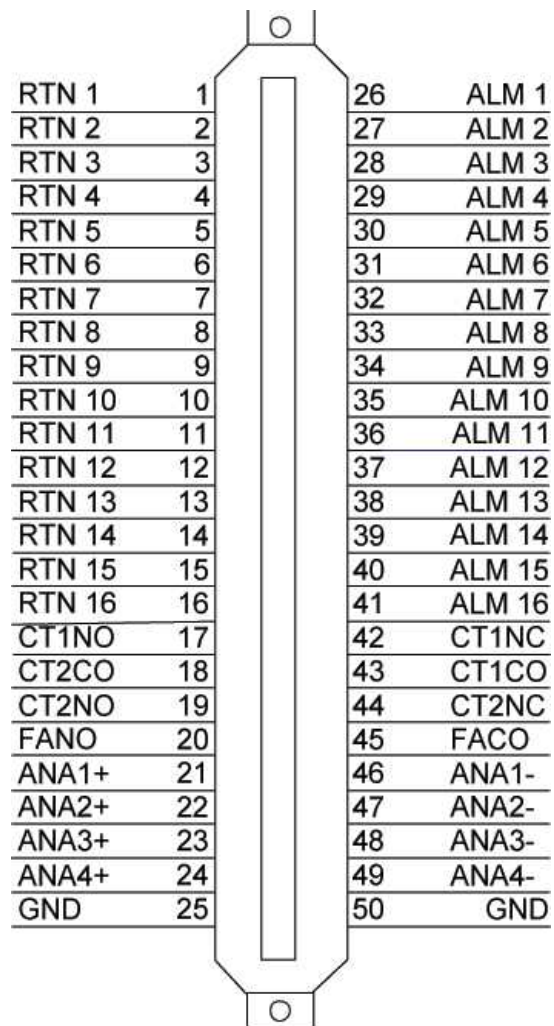 RTN 1 1 26 ALM 1
RTN 2 2 27 ALM 2
RTN 3 3 28 ALM 3
RTN 4 4 29 ALM 4
RTN 5 5 30 ALM 5
RTN 6 6 31 ALM 6
RTN 7 7 32 ALM 7
RTN 8 8 33 ALM 8
RTN 9 9 34 ALM 9
RTN 10 10 35 ALM 10
RTN 11 11 36 ALM 11
RTN 12 12 37 ALM 12
RTN 13 13 38 ALM 13
RTN 14 14 39 ALM 14
RTN 15 15 40 ALM 15
RTN 16 16 41 ALM 16
CT1NO 17 42 CT1NC
CT2CO 18 43 CT1CO
CT2NO 19 44 CT2NC
FANO 20 45 FACO
ANA1+ 21 46 ANA1-
ANA2+ 22 47 ANA2-
ANA3+ 23 48 ANA3-
ANA4+ 24 49 ANA4-
GND 25 50 GND